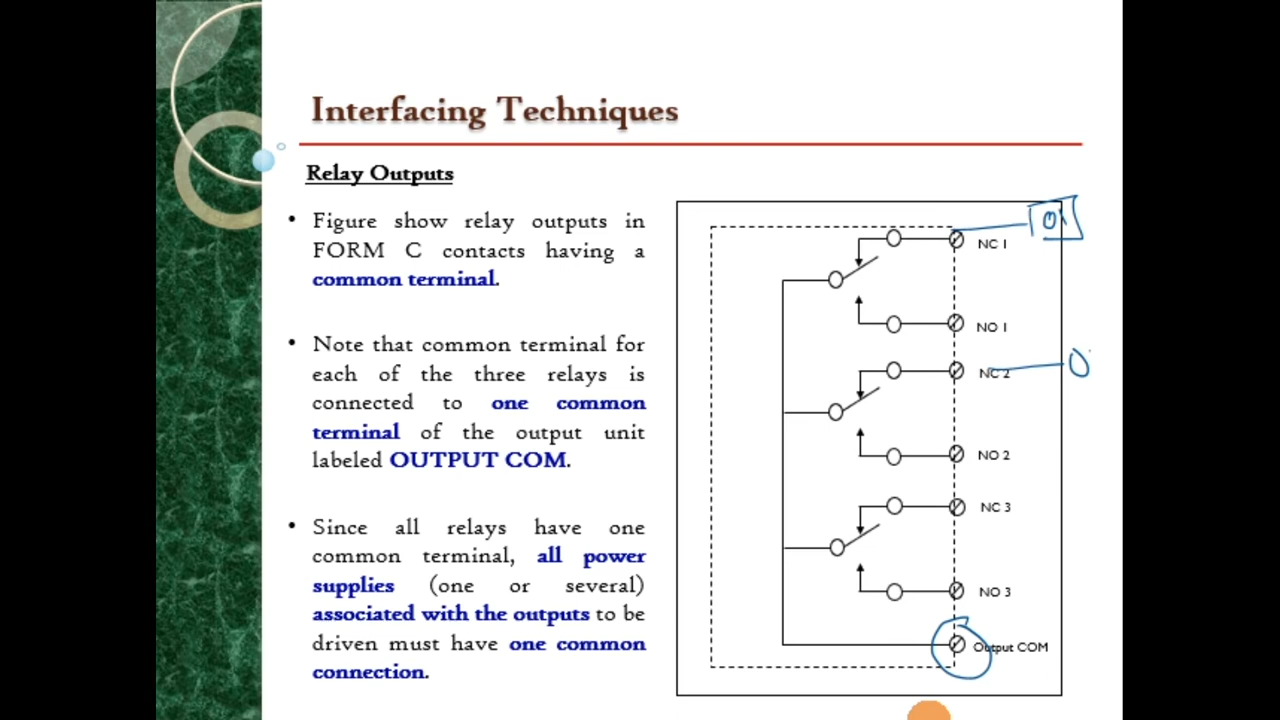 Interfacing Techniques
Relay Outputs
• Figure show relay outputs in
FORM C contacts having a
common terminal.
• Note that common terminal for
each of the three relays is
connected to one common
terminal of the output unit
labeled OUTPUT COM.
• Since all relays have one
common terminal, all power
supplies (one or several)
associated with the outputs to be
driven must have one common
connection.
NC 1
NO 1
NC 2
NO 2
NC 3
NO 3
Output COM